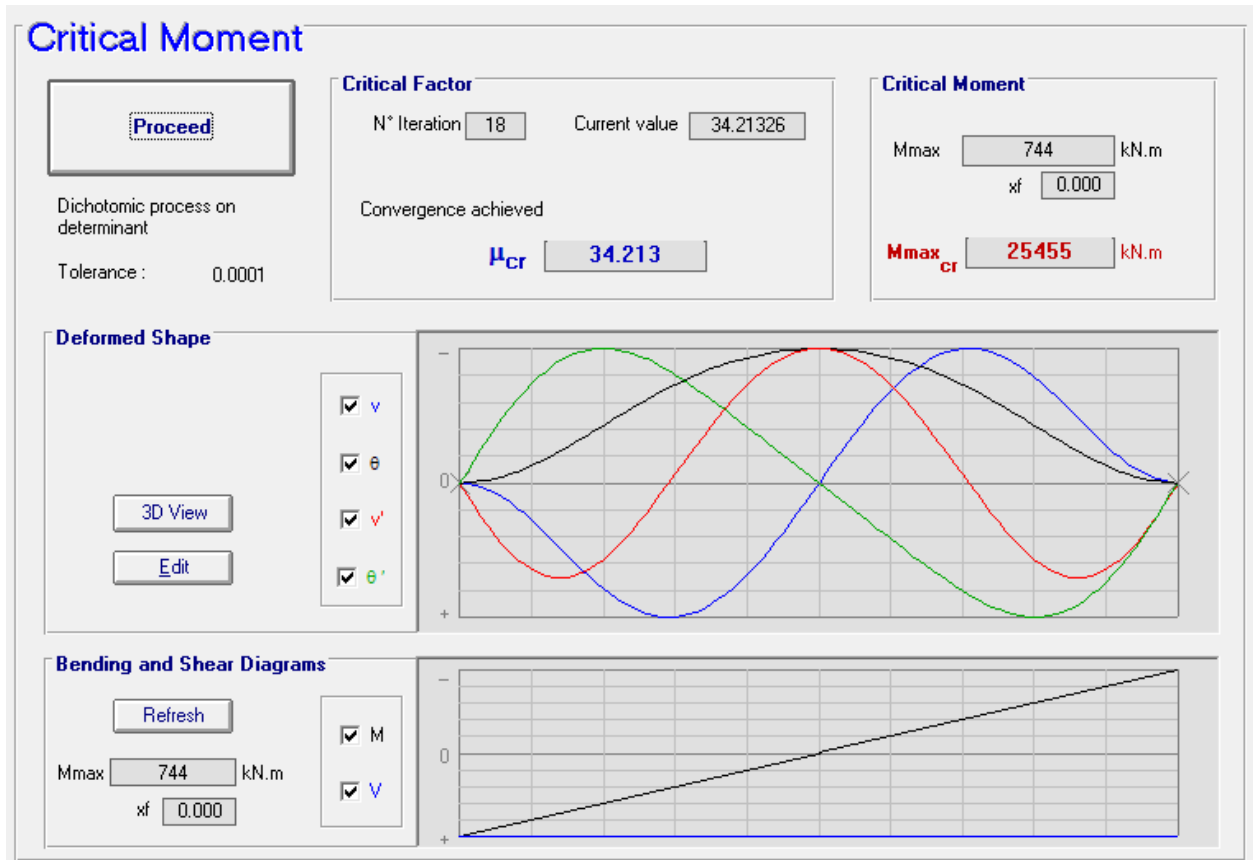 Critical Moment
Proceed
Dichotomic process on
determinant
Tolerance : 0.0001
Critical Factor
N° Iteration 18 Current value 34.21326
Convergence achieved
μcr 34.213
Critical Moment
Mmax 744 kN.m
xf 0.000
Mmax cr 25455 kN.m
Deformed Shape
v
θ
v'
θ '
3D View
Edit
−
0
+
Bending and Shear Diagrams
Refresh
Mmax 744 kN.m
xf 0.000
M
V
−
0
+